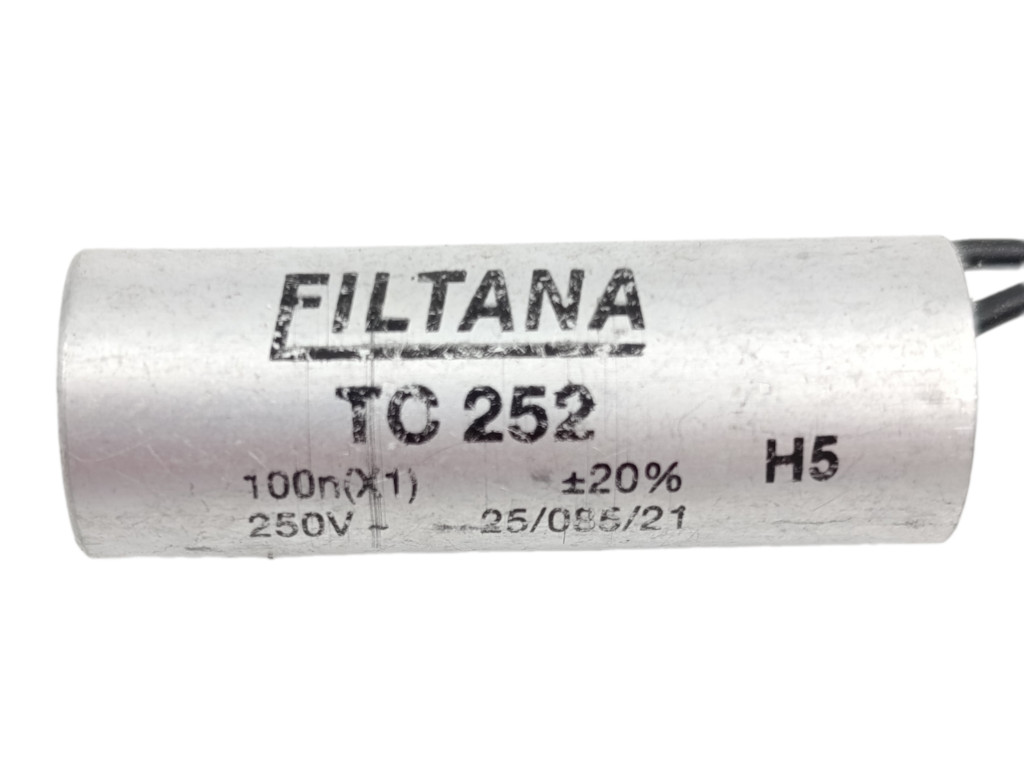 FILTANA
TC 252
H5
100n(X1) ±20%
250V~ 25/085/21